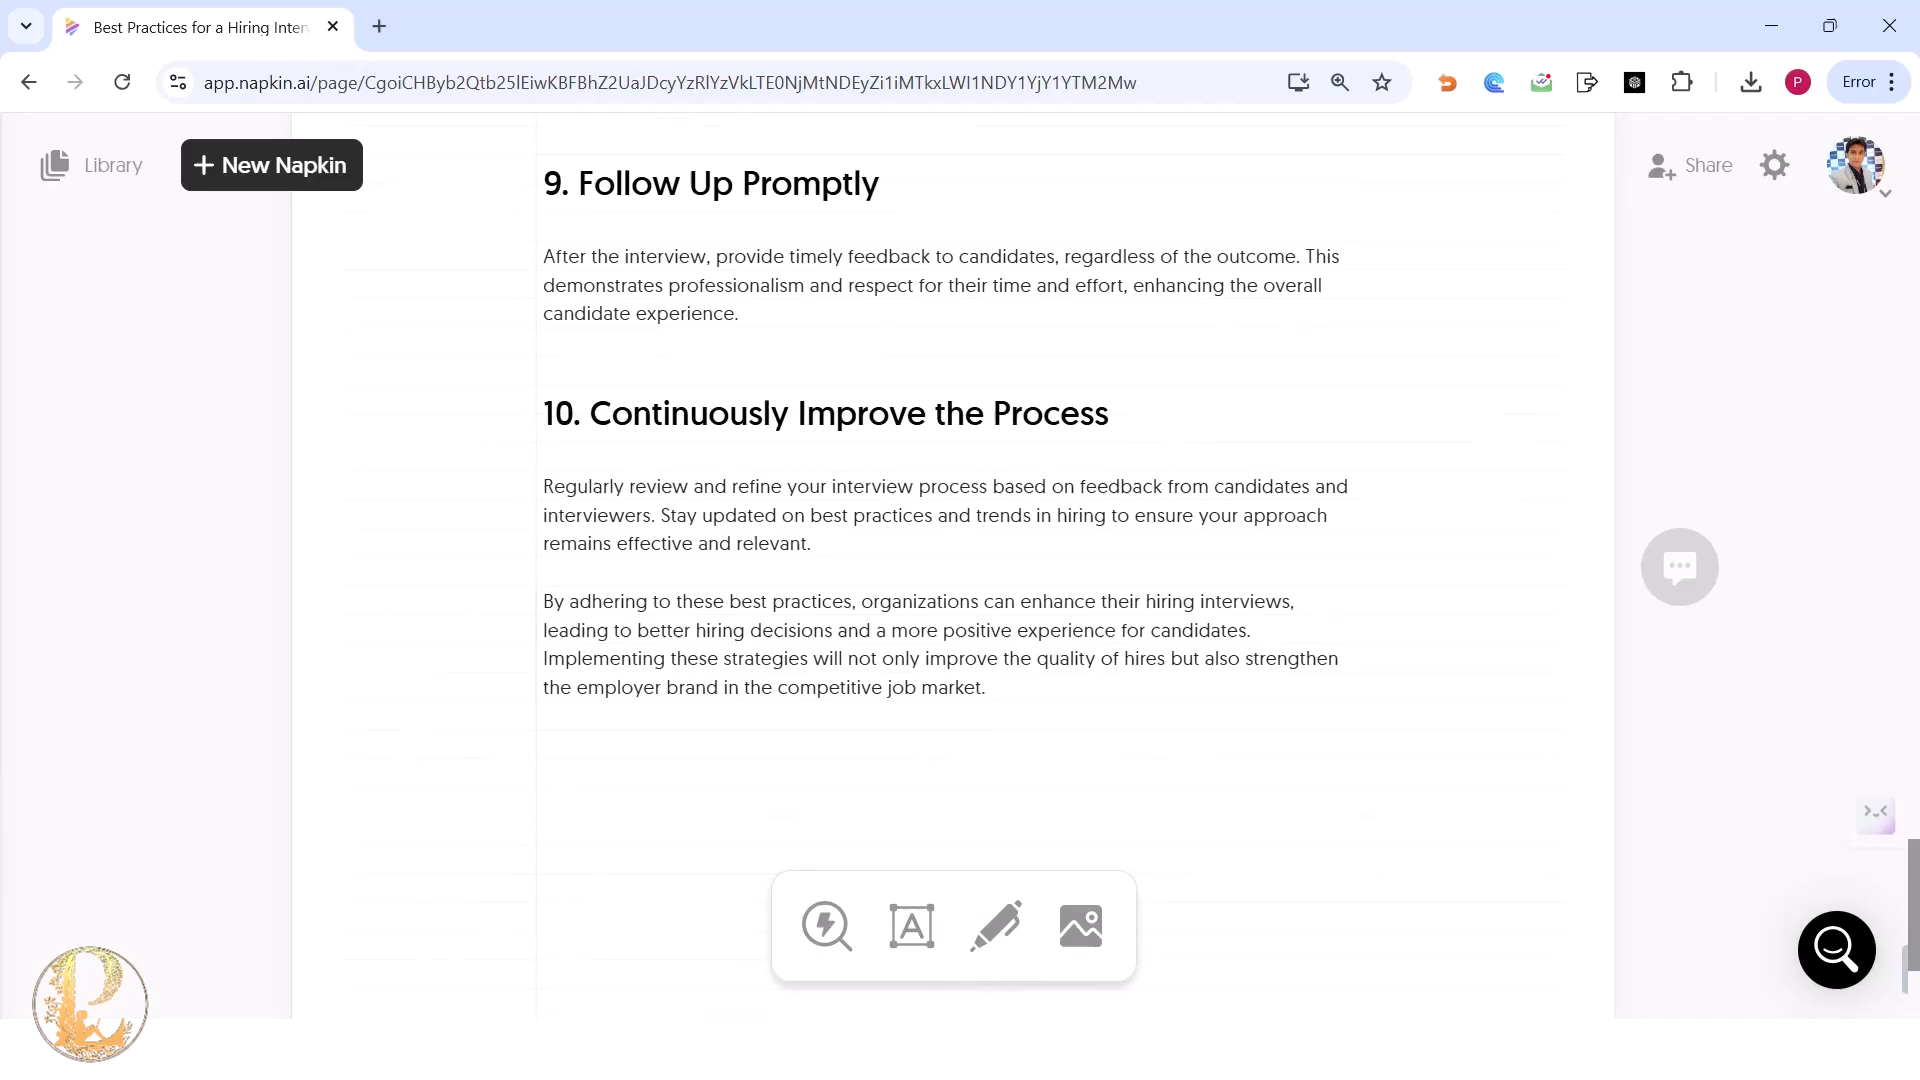 Best Practices for a Hiring Inter
app.napkin.ai/page/CgoiCHByb2Qtb25lEiwKBFBhZ2UaJDcyYzRlYzVkLTE0NjMtNDEyZi1iMTkxLWI1NDY1YjY1YTM2Mw
P
Error
Library
+ New Napkin
Share
9. Follow Up Promptly
After the interview, provide timely feedback to candidates, regardless of the outcome. This
demonstrates professionalism and respect for their time and effort, enhancing the overall
candidate experience.
10. Continuously Improve the Process
Regularly review and refine your interview process based on feedback from candidates and
interviewers. Stay updated on best practices and trends in hiring to ensure your approach
remains effective and relevant.
By adhering to these best practices, organizations can enhance their hiring interviews,
leading to better hiring decisions and a more positive experience for candidates.
Implementing these strategies will not only improve the quality of hires but also strengthen
the employer brand in the competitive job market.
A